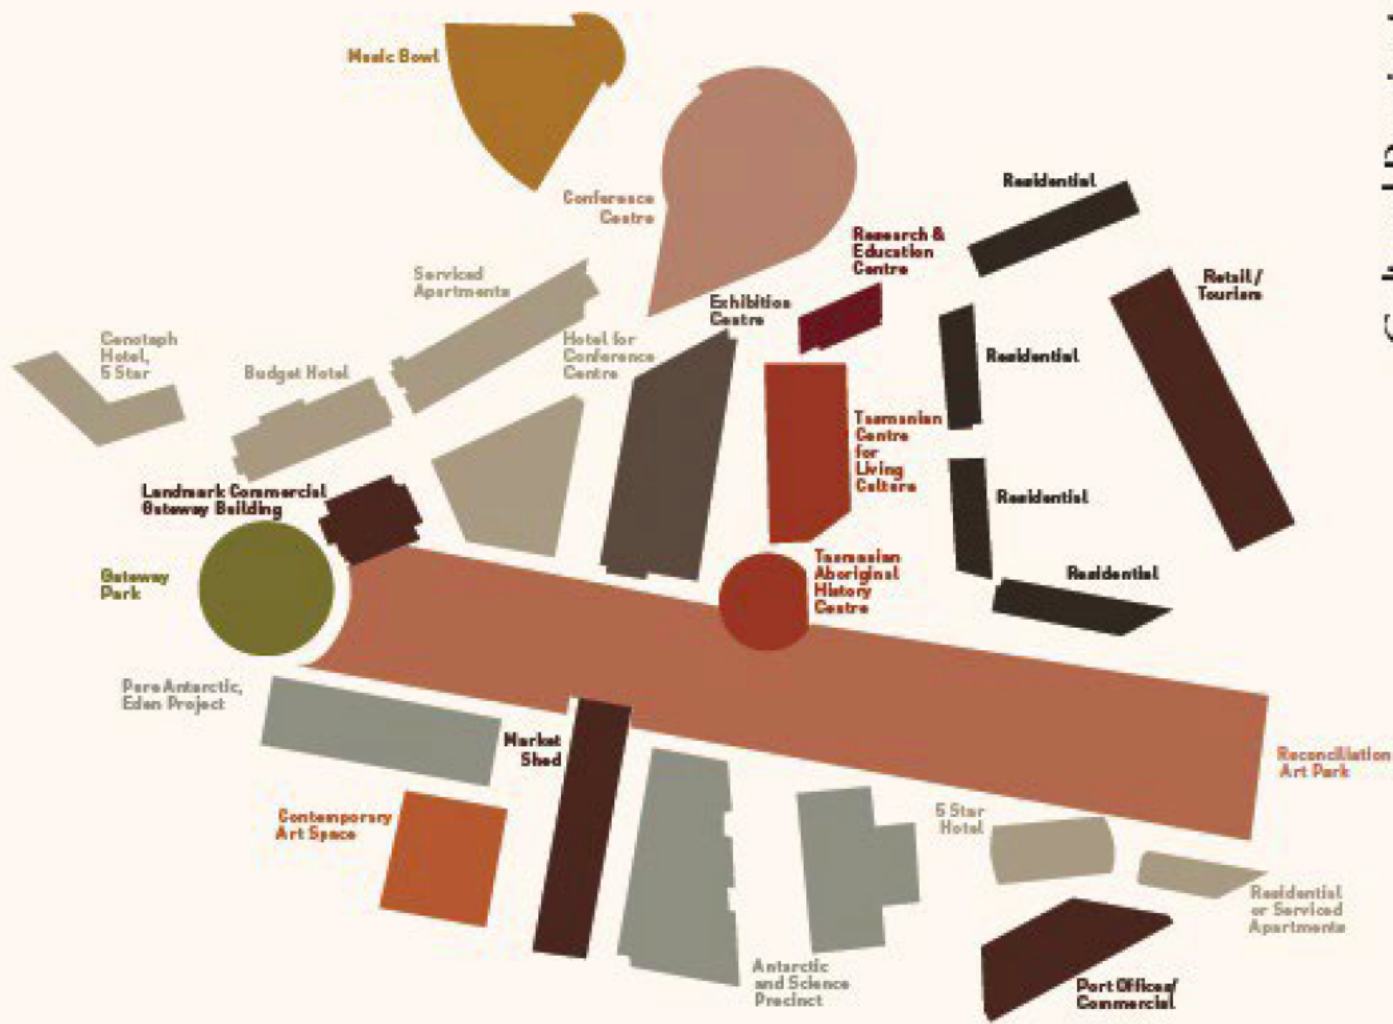 Music Bowl
Conference
Centre
Residential
Research &
Education
Centre
Retail /
Tourism
Serviced
Apartments
Exhibition
Centre
Cenotaph
Hotel,
5 Star
Budget Hotel
Hotel for
Conference
Centre
Residential
Tasmanian
Centre
for
Living
Culture
Landmark Commercial
Gateway Building
Residential
Gateway
Park
Tasmanian
Aboriginal
History
Centre
Residential
Pure Antarctic,
Eden Project
Market
Shed
Reconciliation
Art Park
Contemporary
Art Space
5 Star
Hotel
Residential
or Serviced
Apartments
Antarctic
and Science
Precinct
Port Offices/
Commercial